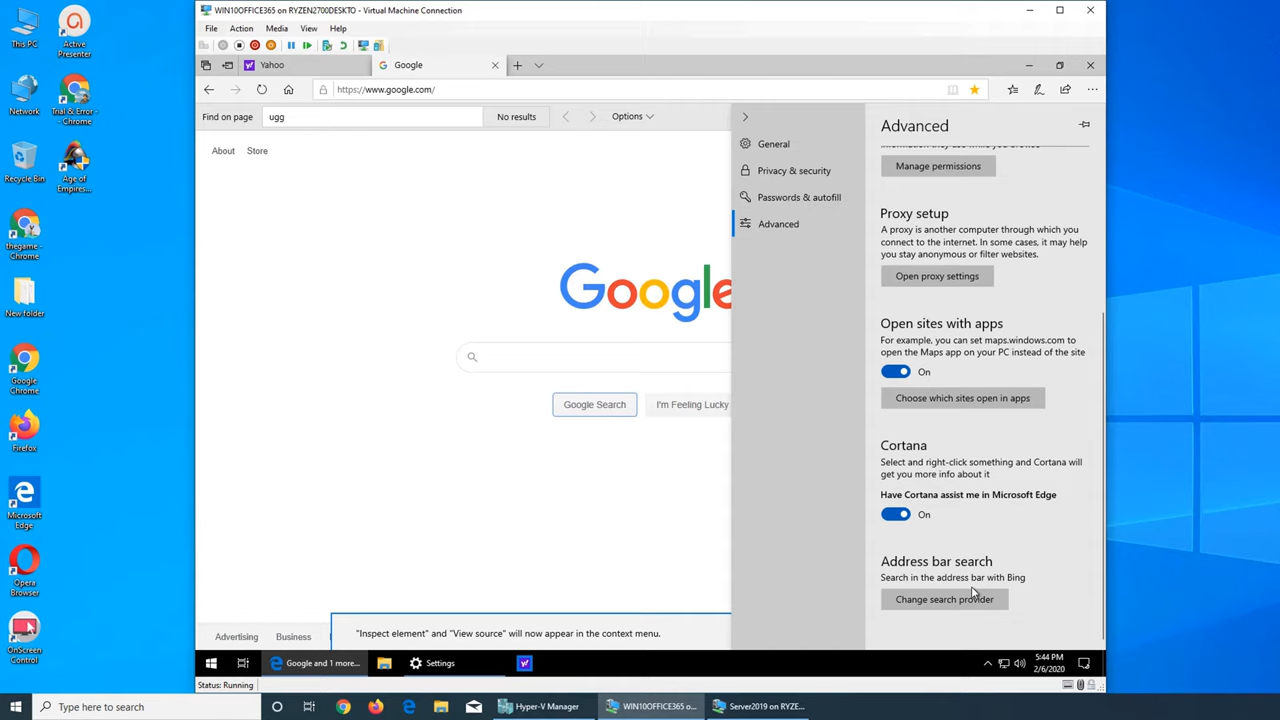 WIN10OFFICE365 on RYZEN2700DESKTO - Virtual Machine Connection
File Action Media View Help
Yahoo
Google
https://www.google.com/
Find on page
ugg
No results
Options
About Store
Google
Google Search
I'm Feeling Lucky
Advertising Business
"Inspect element" and "View source" will now appear in the context menu.
General
Privacy & security
Passwords & autofill
Advanced
Advanced
Manage permissions
Proxy setup
A proxy is another computer through which you
connect to the internet. In some cases, it may help
you stay anonymous or filter websites.
Open proxy settings
Open sites with apps
For example, you can set maps.windows.com to
open the Maps app on your PC instead of the site
On
Choose which sites open in apps
Cortana
Select and right-click something and Cortana will
get you more info about it
Have Cortana assist me in Microsoft Edge
On
Address bar search
Search in the address bar with Bing
Change search provider
Google and 1 more...
Settings
5:44 PM
2/6/2020
Status: Running
This PC
Active
Presenter
Network
Trial & Error
- Chrome
Recycle Bin
Age of
Empires...
thegame -
Chrome
New folder
Google
Chrome
Firefox
Microsoft
Edge
Opera
Browser
OnScreen
Control
Type here to search
Hyper-V Manager
WIN10OFFICE365 o...
Server2019 on RYZE...